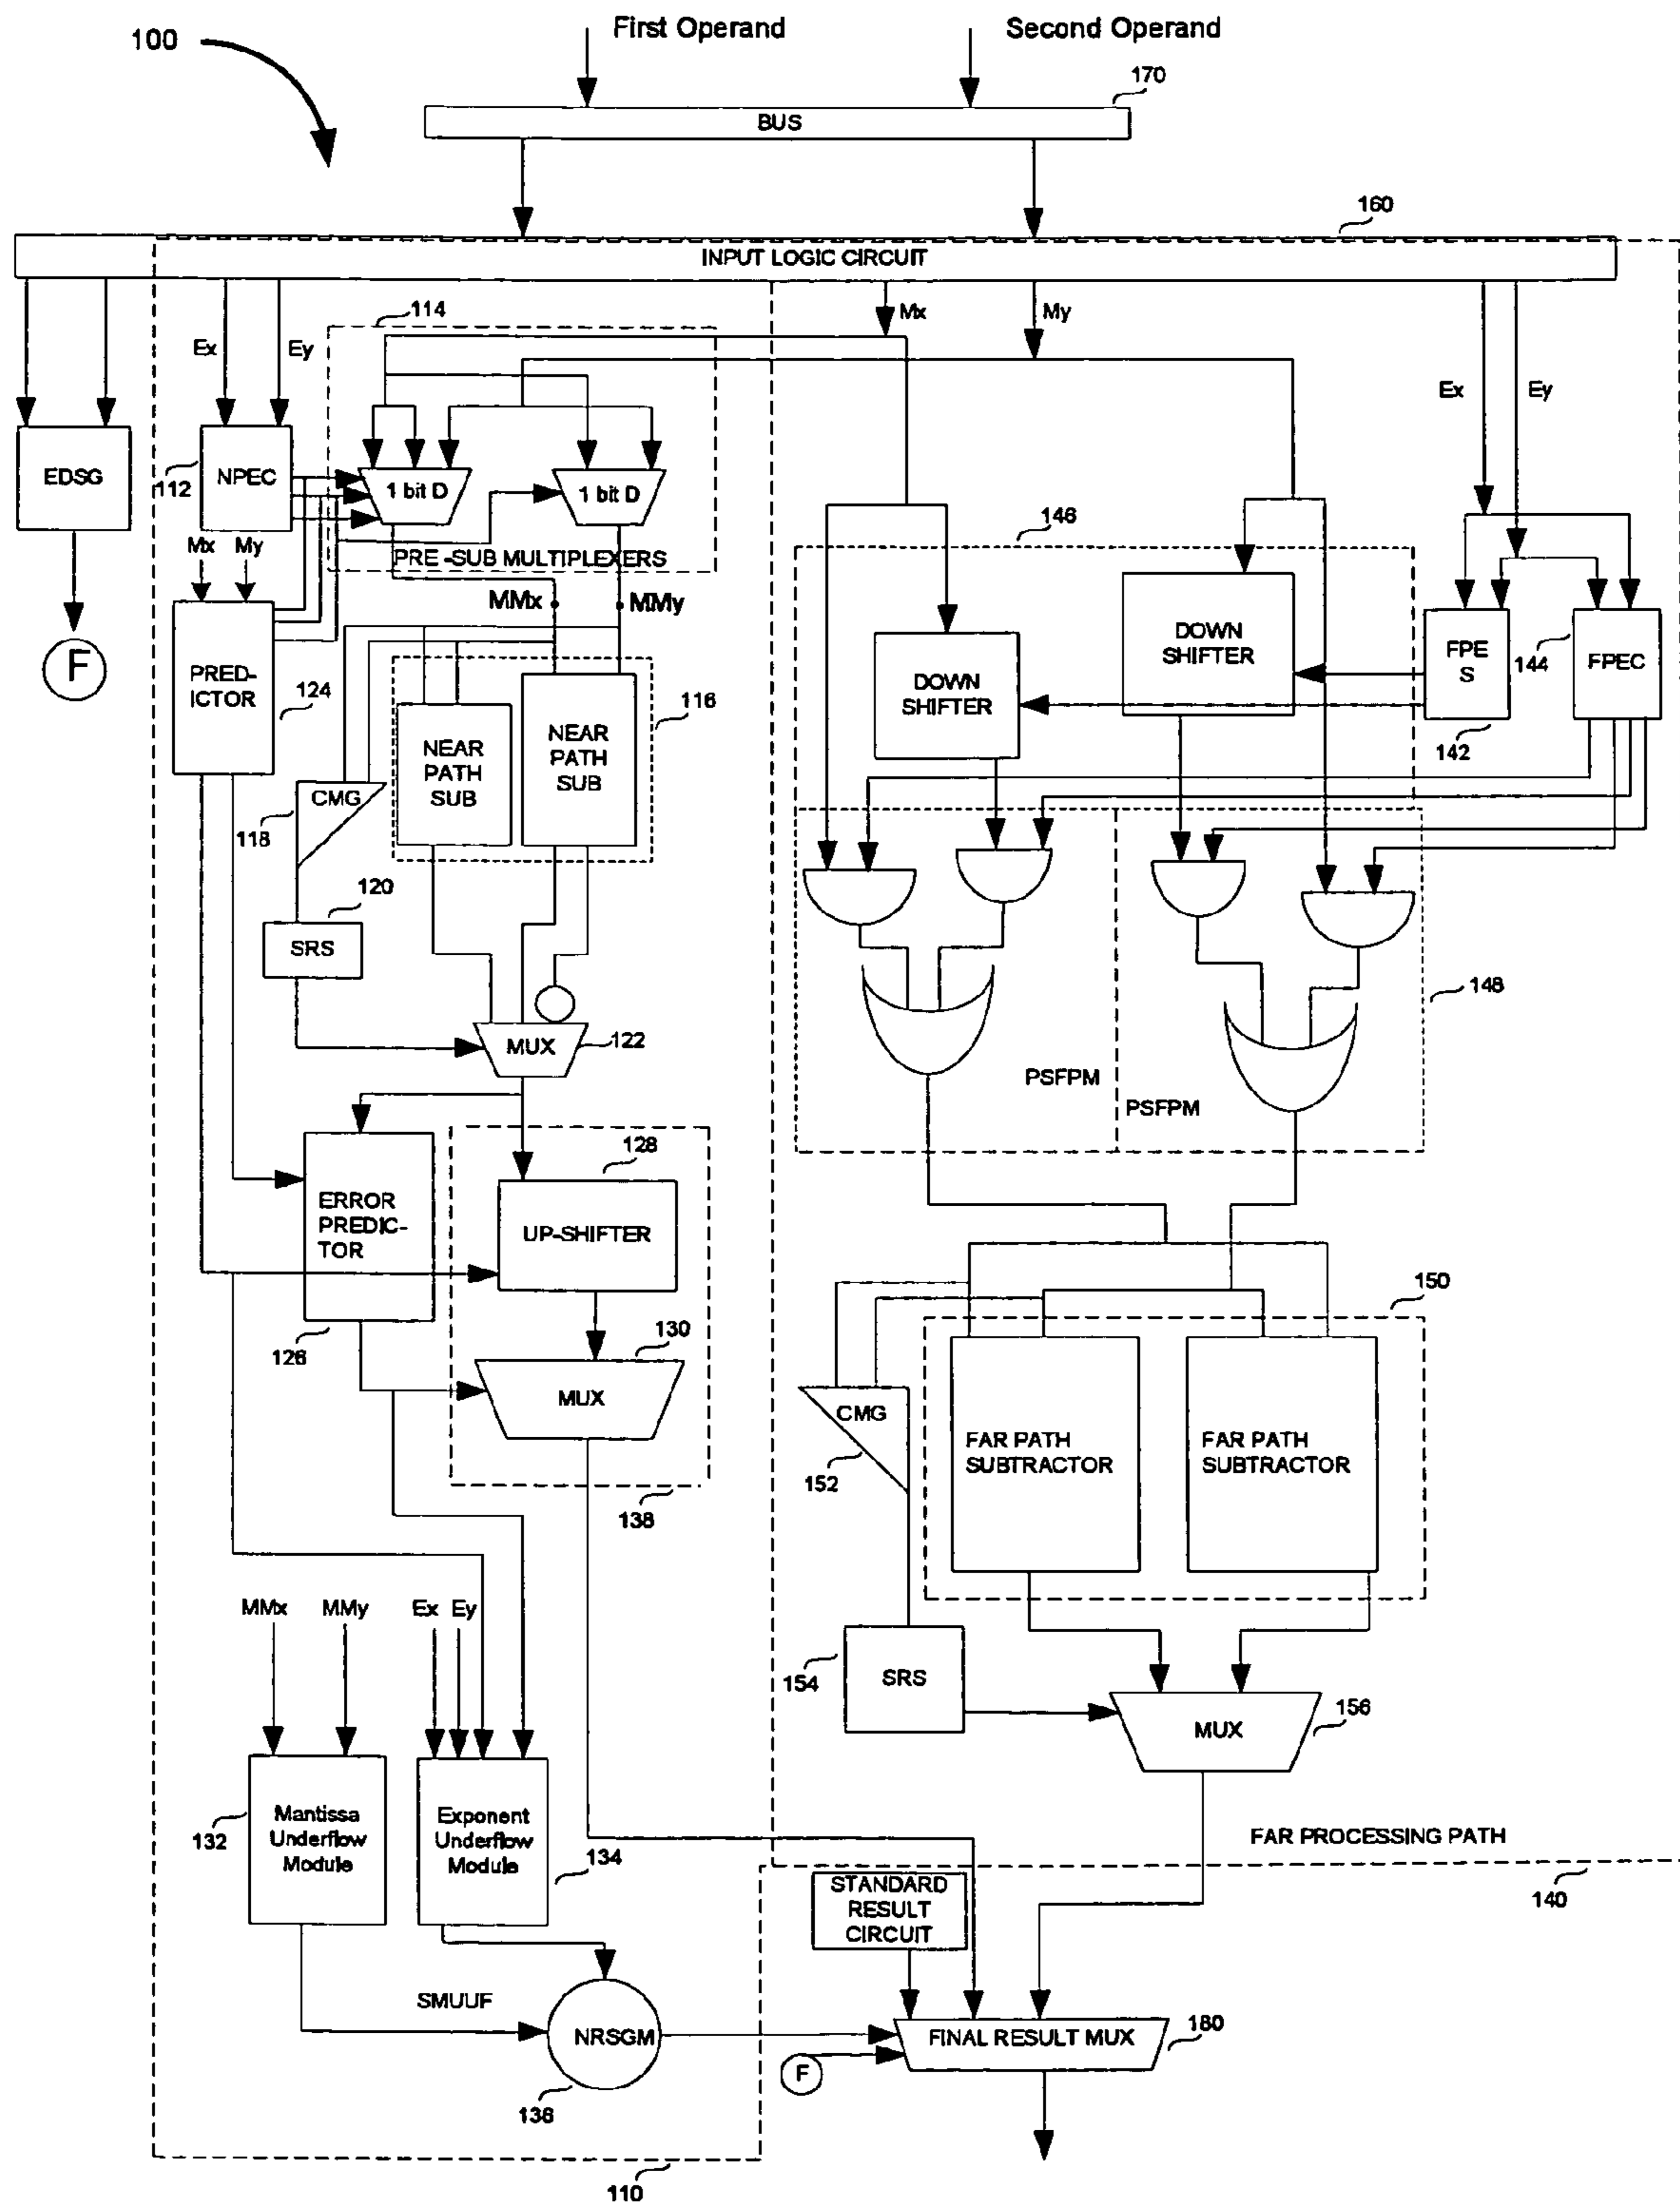 First Operand
Second Operand
100
170
BUS
160
INPUT LOGIC CIRCUIT
114
Mx
My
Ex
Ey
Ex
Ey
EDSG
112
NPEC
1 bit D
1 bit D
PRE-SUB MULTIPLEXERS
146
Mx
My
MMx
MMy
F
PRED-
ICTOR
124
116
DOWN
SHIFTER
DOWN
SHIFTER
FPE
S
144
FPEC
142
NEAR
PATH
SUB
NEAR
PATH
SUB
CMG
118
120
SRS
148
MUX
122
PSFPM
PSFPM
128
ERROR
PREDIC-
TOR
UP-SHIFTER
126
130
MUX
138
150
CMG
152
FAR PATH
SUBTRACTOR
FAR PATH
SUBTRACTOR
MMx
MMy
Ex
Ey
154
SRS
156
MUX
132
Mantissa
Underflow
Module
Exponent
Underflow
Module
134
FAR PROCESSING PATH
140
STANDARD
RESULT
CIRCUIT
SMUUF
NRSGM
136
FINAL RESULT MUX
180
F
110